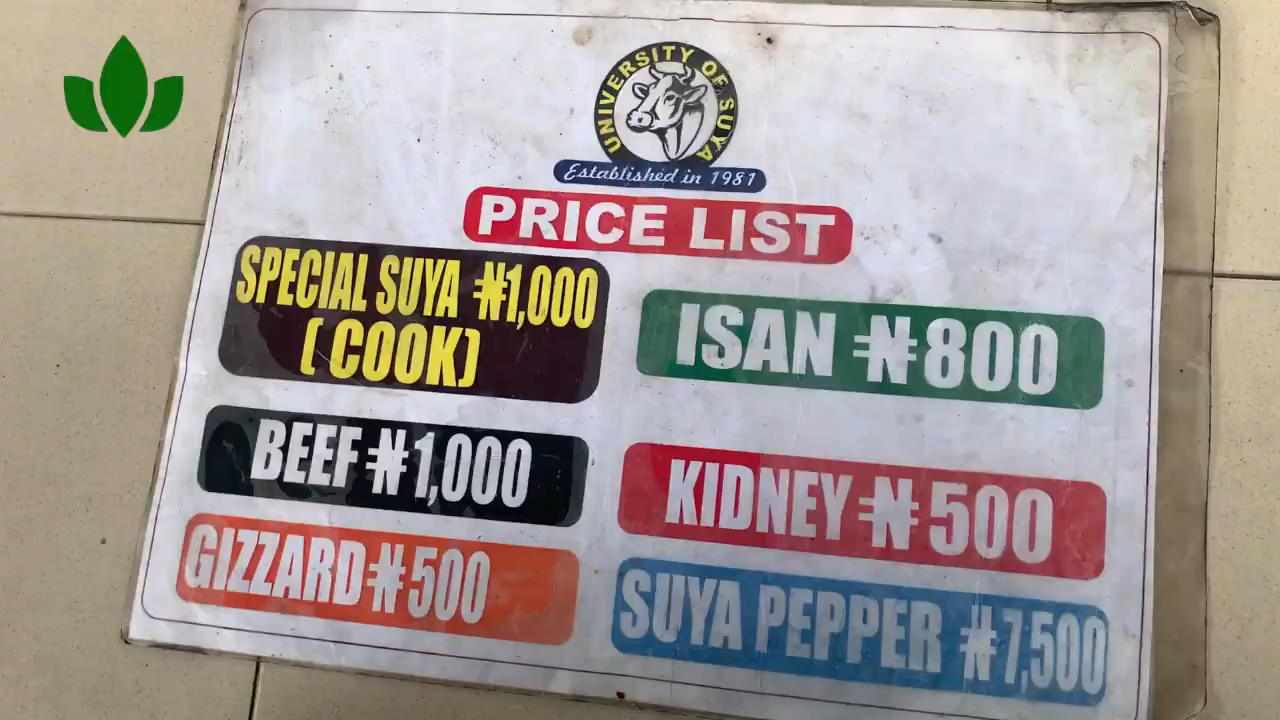 UNIVERSITY OF SUYA
Established in 1981
PRICE LIST
SPECIAL SUYA ₦1,000
(COOK)
ISAN ₦800
BEEF ₦1,000
KIDNEY ₦500
GIZZARD ₦500
SUYA PEPPER ₦7,500